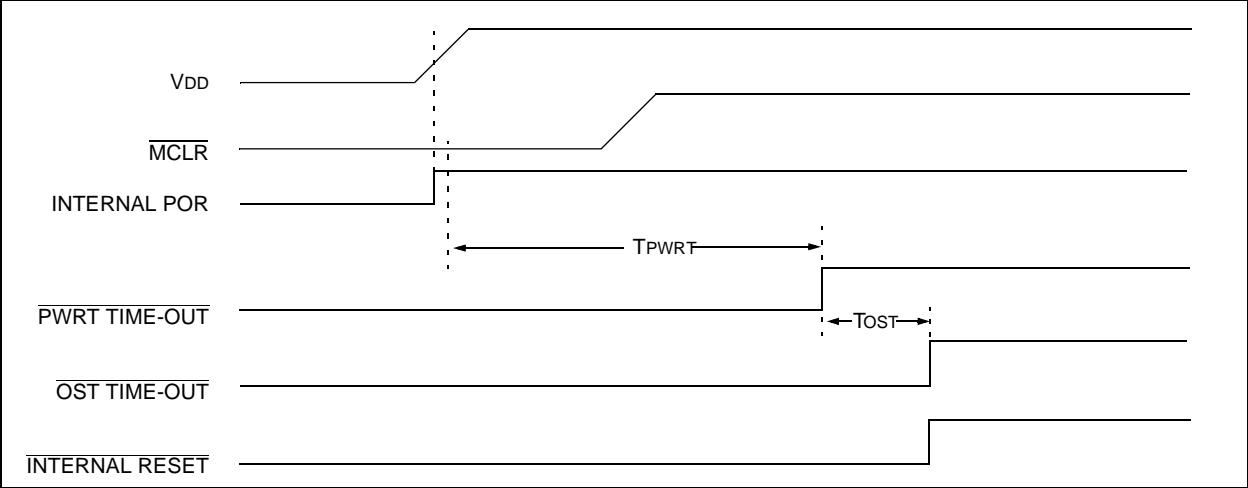 VDD
MCLR
INTERNAL POR
TPWRT
PWRT TIME-OUT
TOST
OST TIME-OUT
INTERNAL RESET